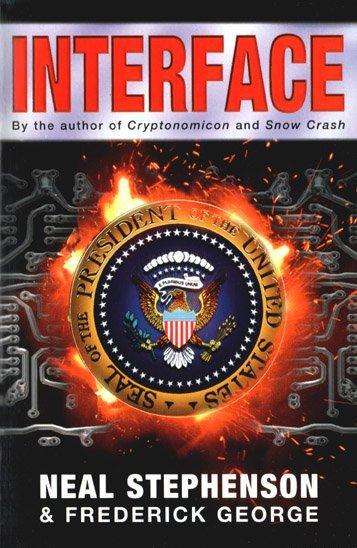 INTERFACE
By the author of Cryptonomicon and Snow Crash
SEAL OF THE PRESIDENT OF THE UNITED STATES
E PLURIBUS UNUM
NEAL STEPHENSON
& FREDERICK GEORGE